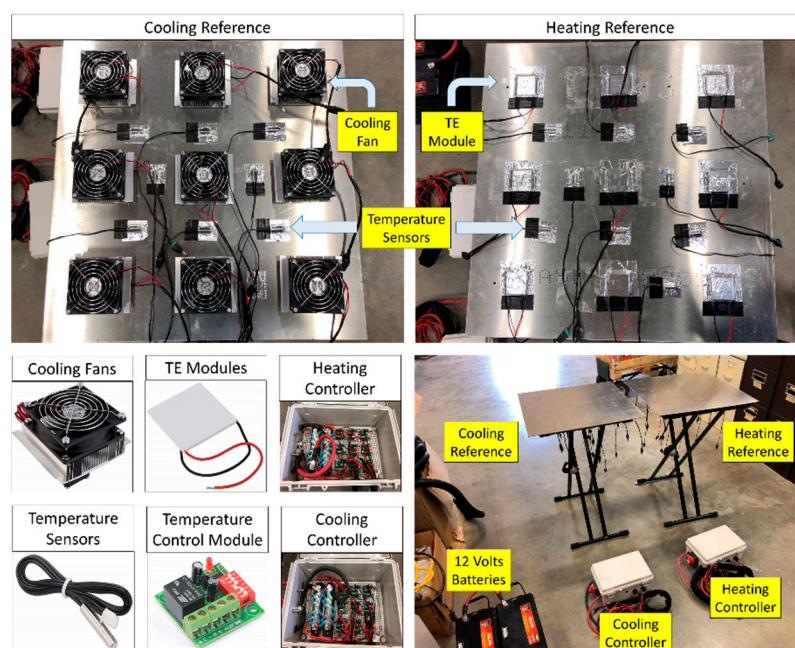 Cooling Reference
Heating Reference
Cooling
Fan
TE
Module
Temperature
Sensors
Cooling Fans
TE Modules
Heating
Controller
Cooling
Reference
Heating
Reference
Temperature
Sensors
Temperature
Control Module
Cooling
Controller
12 Volts
Batteries
Cooling
Controller
Heating
Controller